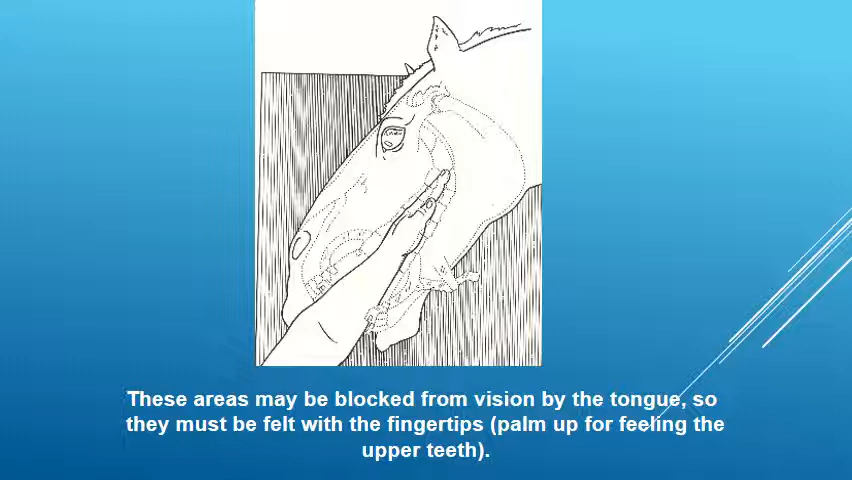 These areas may be blocked from vision by the tongue, so
they must be felt with the fingertips (palm up for feeling the
upper teeth).